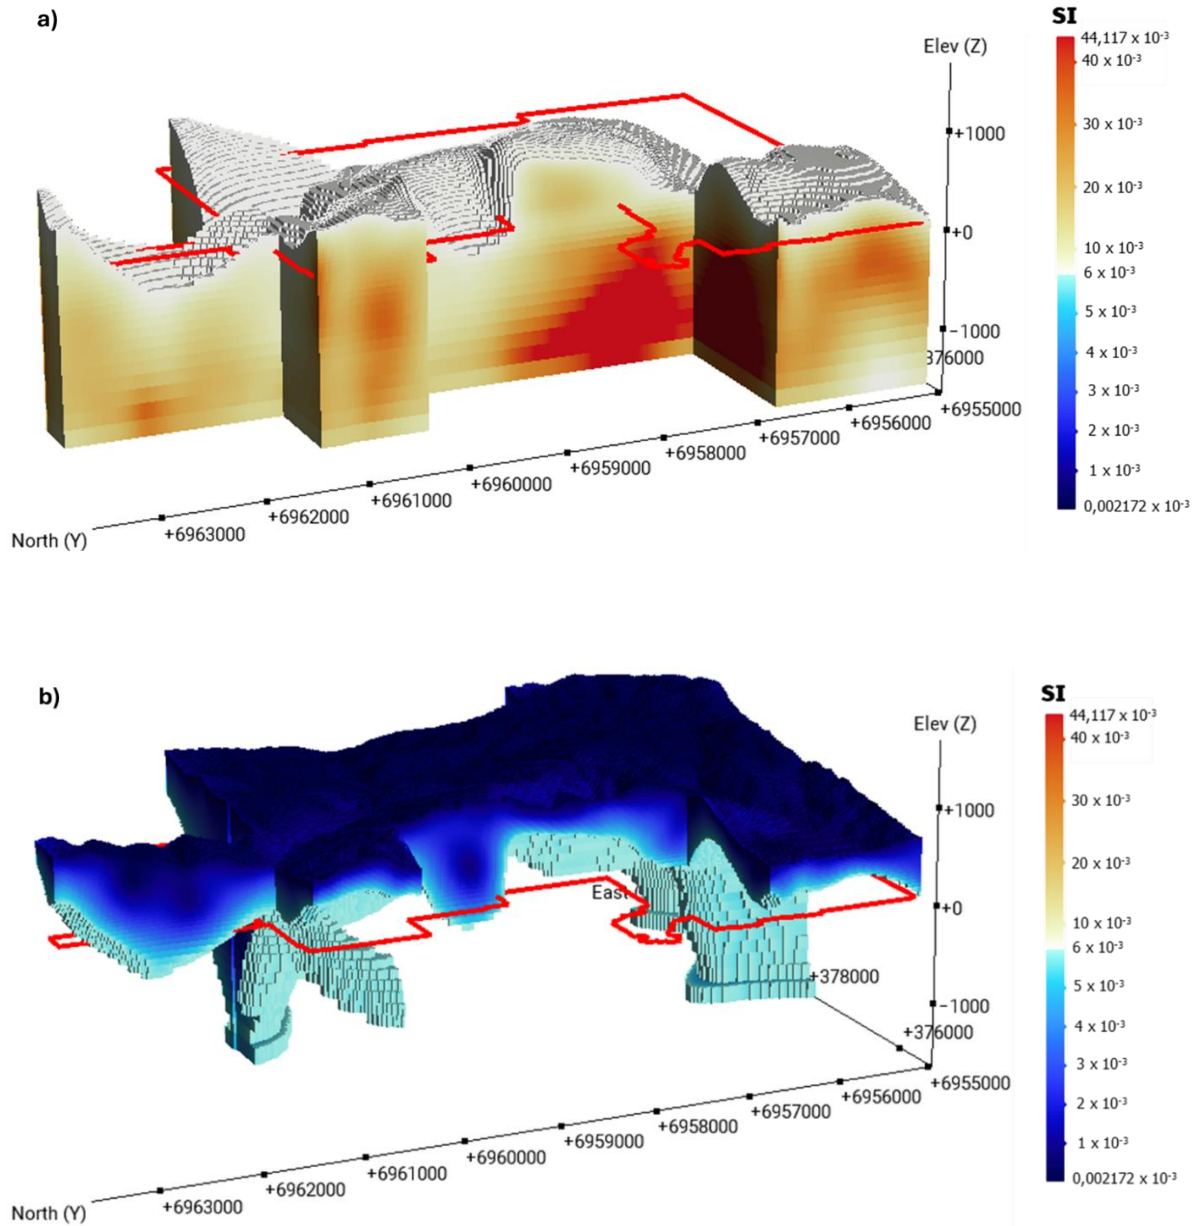 a)
SI
Elev (Z)
44,117 x 10-3
40 x 10-3
+1000
30 x 10-3
20 x 10-3
+0
10 x 10-3
6 x 10-3
5 x 10-3
-1000
4 x 10-3
376000
3 x 10-3
+6955000
+6956000
2 x 10-3
+6957000
+6958000
+6959000
1 x 10-3
+6960000
+6961000
0,002172 x 10-3
+6962000
+6963000
North (Y)
b)
SI
Elev (Z)
44,117 x 10-3
40 x 10-3
+1000
30 x 10-3
20 x 10-3
East
+0
10 x 10-3
6 x 10-3
+378000
5 x 10-3
-1000
4 x 10-3
+376000
3 x 10-3
+6955000
+6956000
2 x 10-3
+6957000
+6958000
1 x 10-3
+6959000
+6960000
0,002172 x 10-3
+6961000
+6962000
+6963000
North (Y)